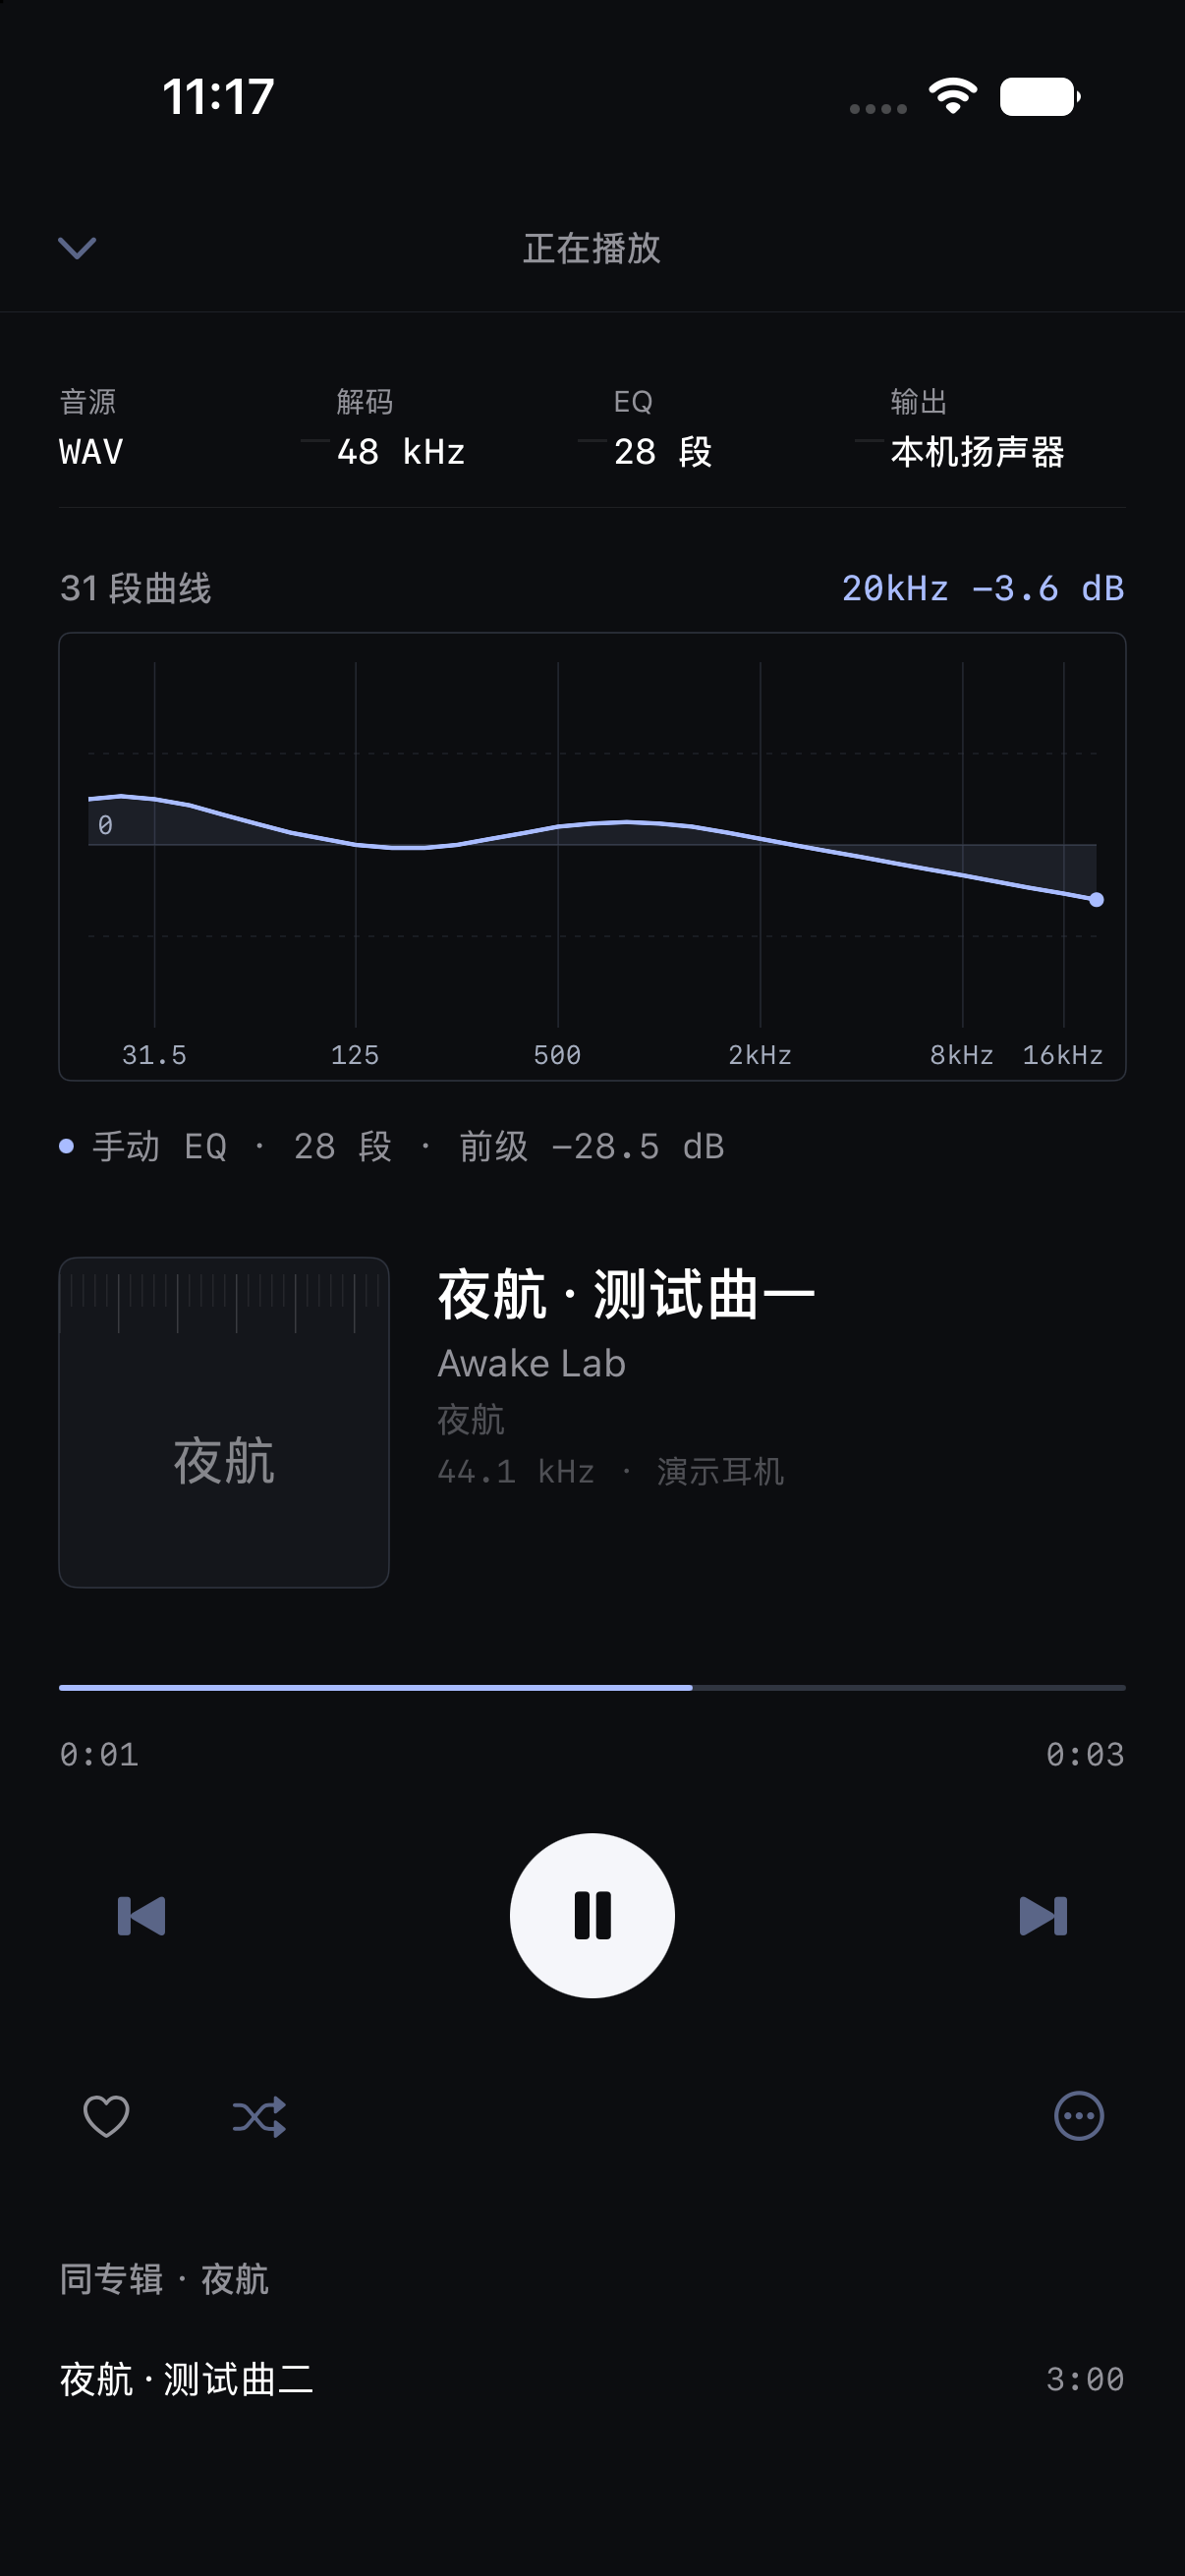 11:17
正在播放
音源 解码 EQ 输出
WAV 48 kHz 28 段 本机扬声器
31 段曲线 20kHz −3.6 dB
0
31.5 125 500 2kHz 8kHz 16kHz
手动 EQ · 28 段 · 前级 −28.5 dB
夜航
夜航 · 测试曲一
Awake Lab
夜航
44.1 kHz · 演示耳机
0:01 0:03
同专辑 · 夜航
夜航 · 测试曲二 3:00